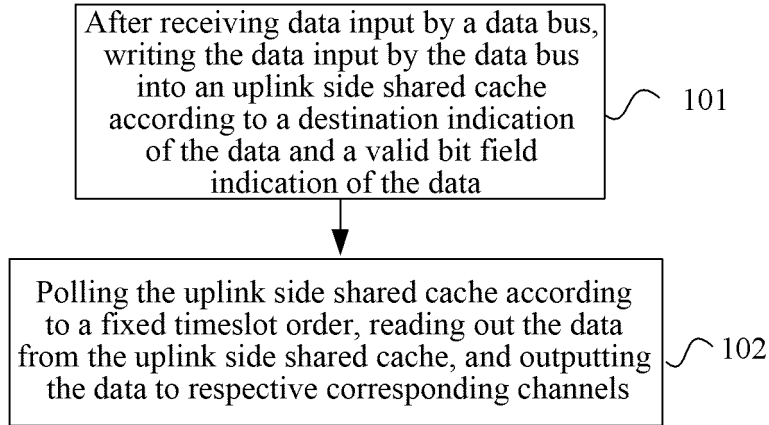 After receiving data input by a data bus,
writing the data input by the data bus
into an uplink side shared cache
according to a destination indication
of the data and a valid bit field
indication of the data
101
Polling the uplink side shared cache according
to a fixed timeslot order, reading out the data
from the uplink side shared cache, and outputting
the data to respective corresponding channels
102